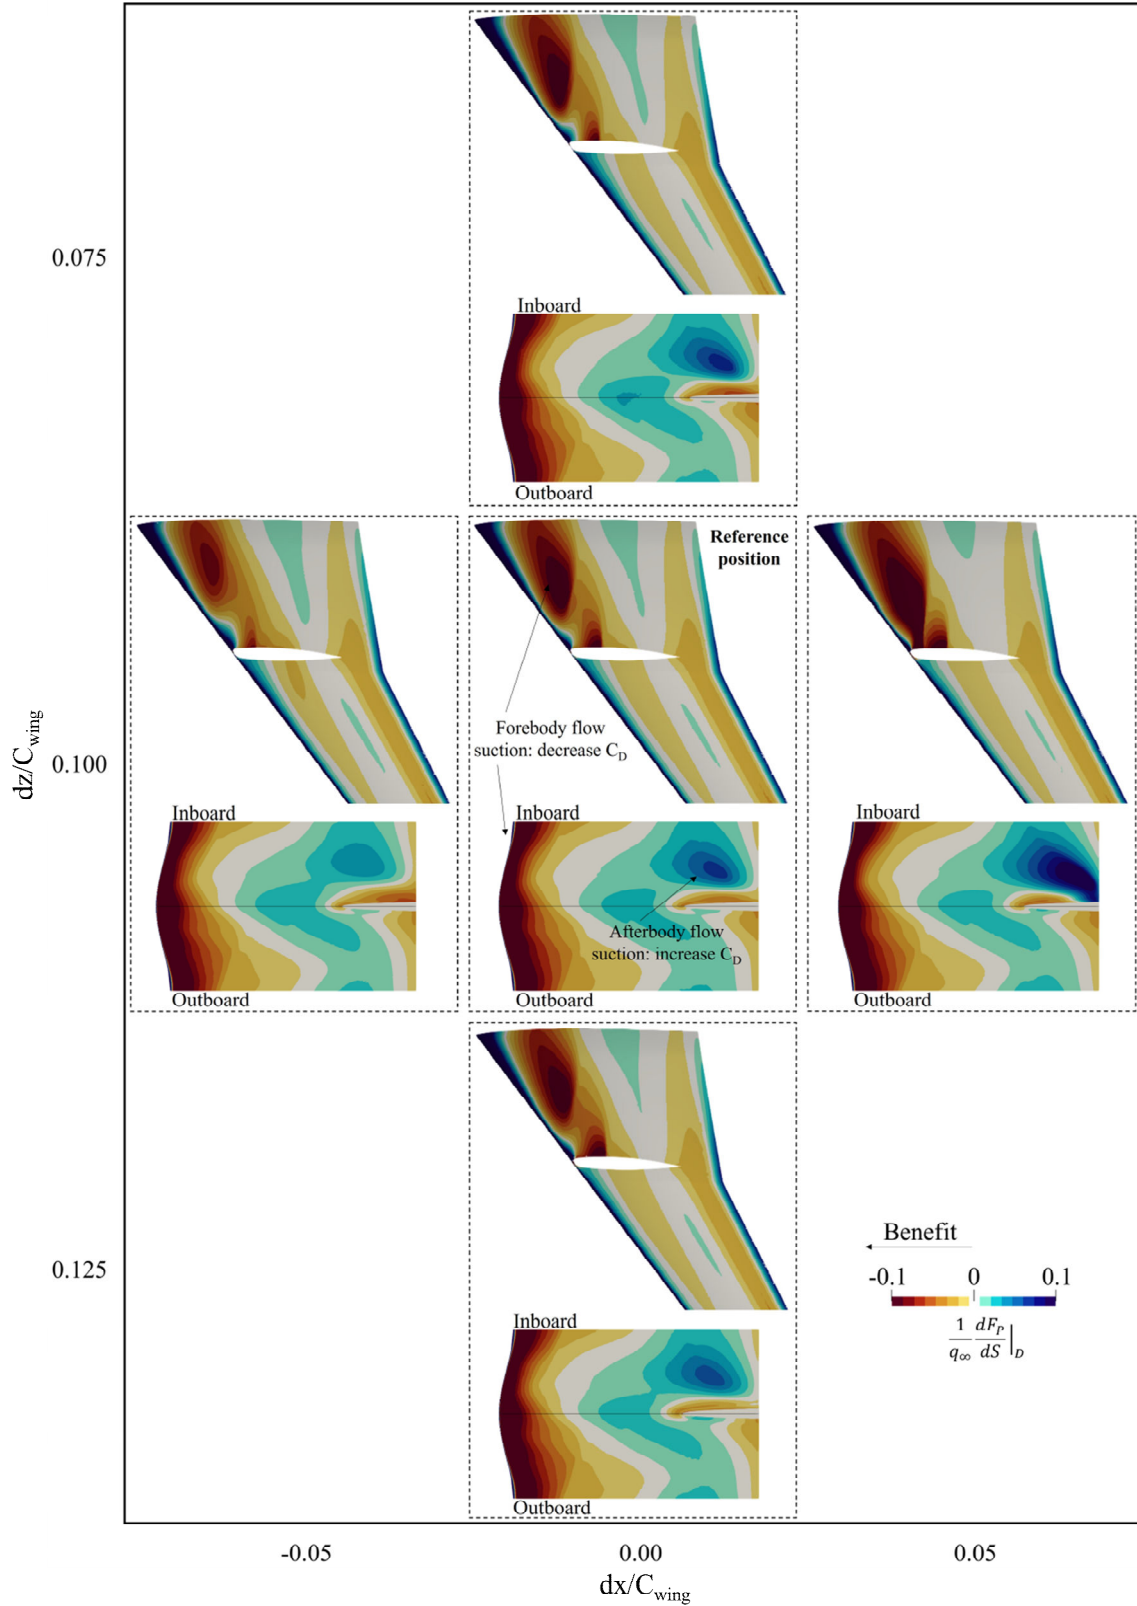 Inboard
Outboard
0.075
Reference
position
Forebody flow
suction: decrease C_D
Inboard
Outboard
Inboard
Afterbody flow
suction: increase C_D
Outboard
Inboard
Outboard
0.100
dz/C_wing
Inboard
Outboard
0.125
Benefit
-0.1 0 0.1
1/q_∞ dF_P/dS |_D
-0.05 0.00 0.05
dx/C_wing